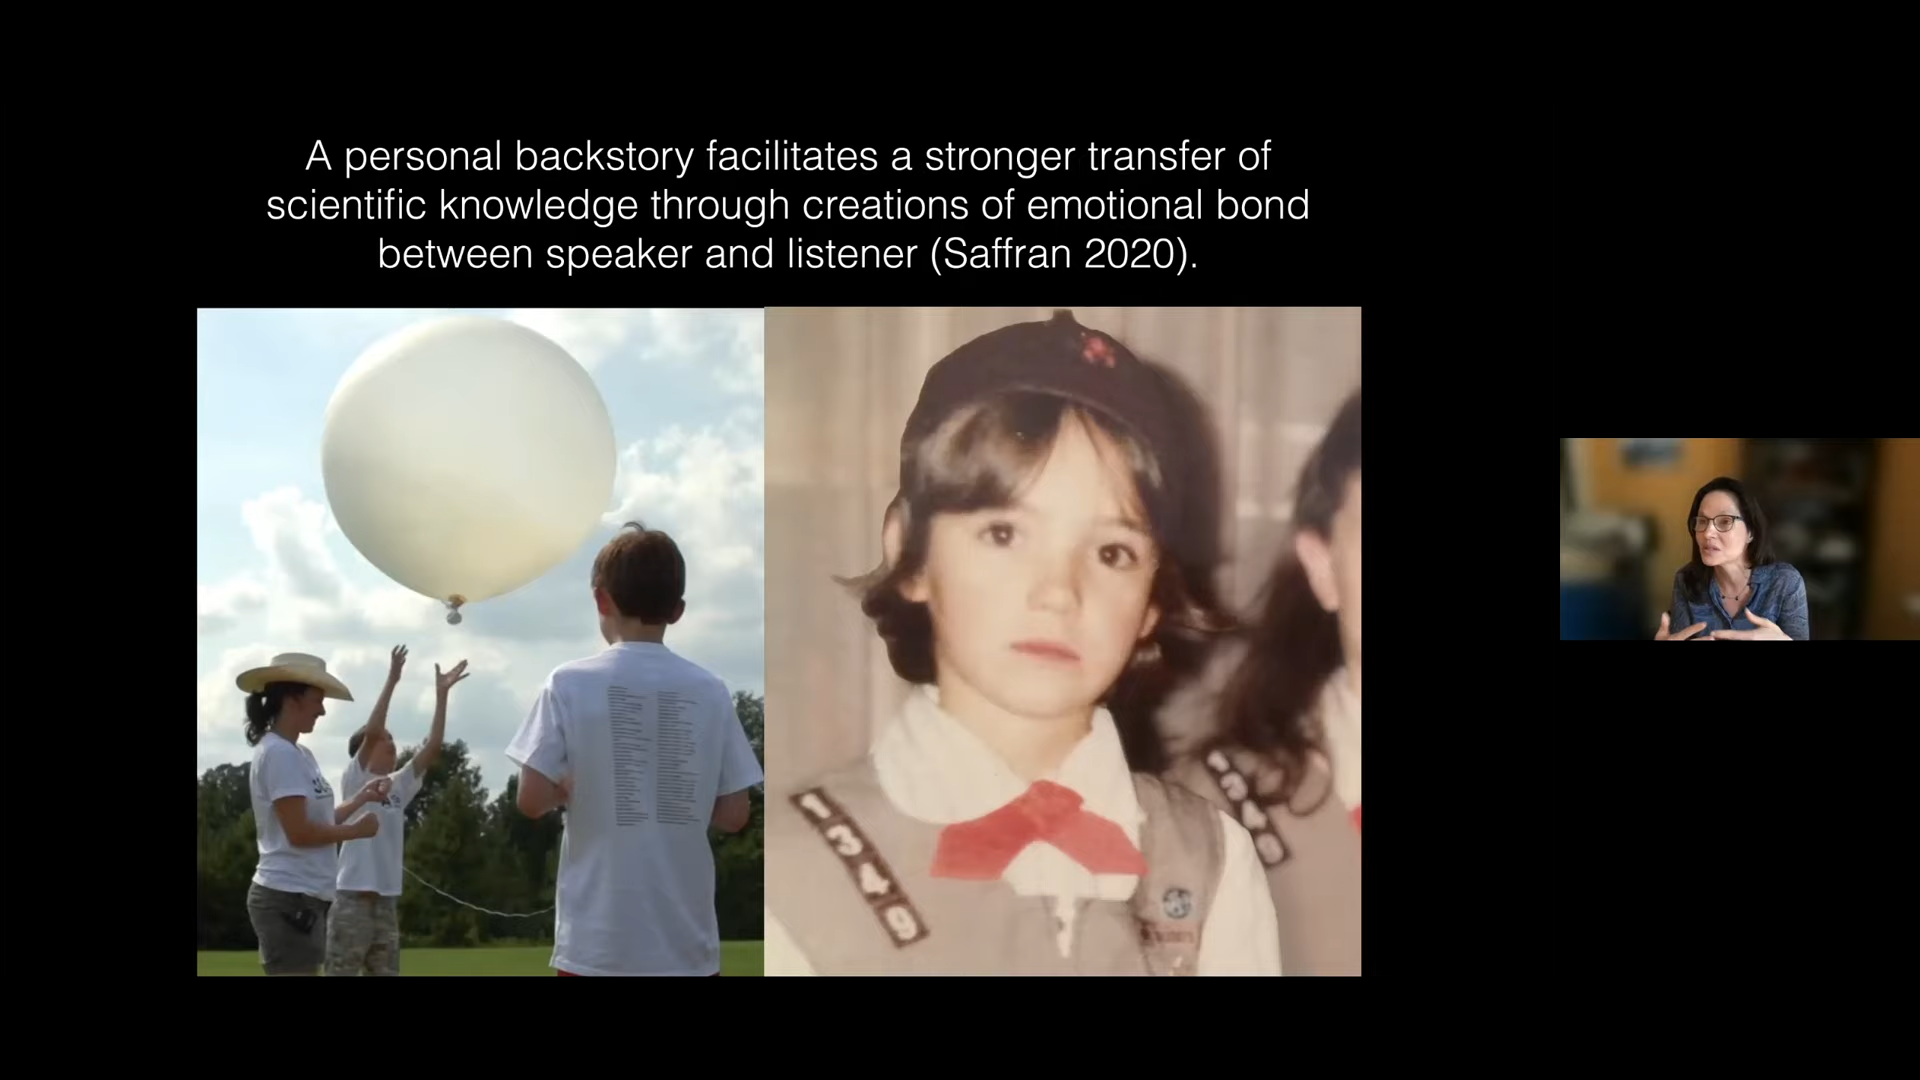 A personal backstory facilitates a stronger transfer of
scientific knowledge through creations of emotional bond
between speaker and listener (Saffran 2020).
1349
1349